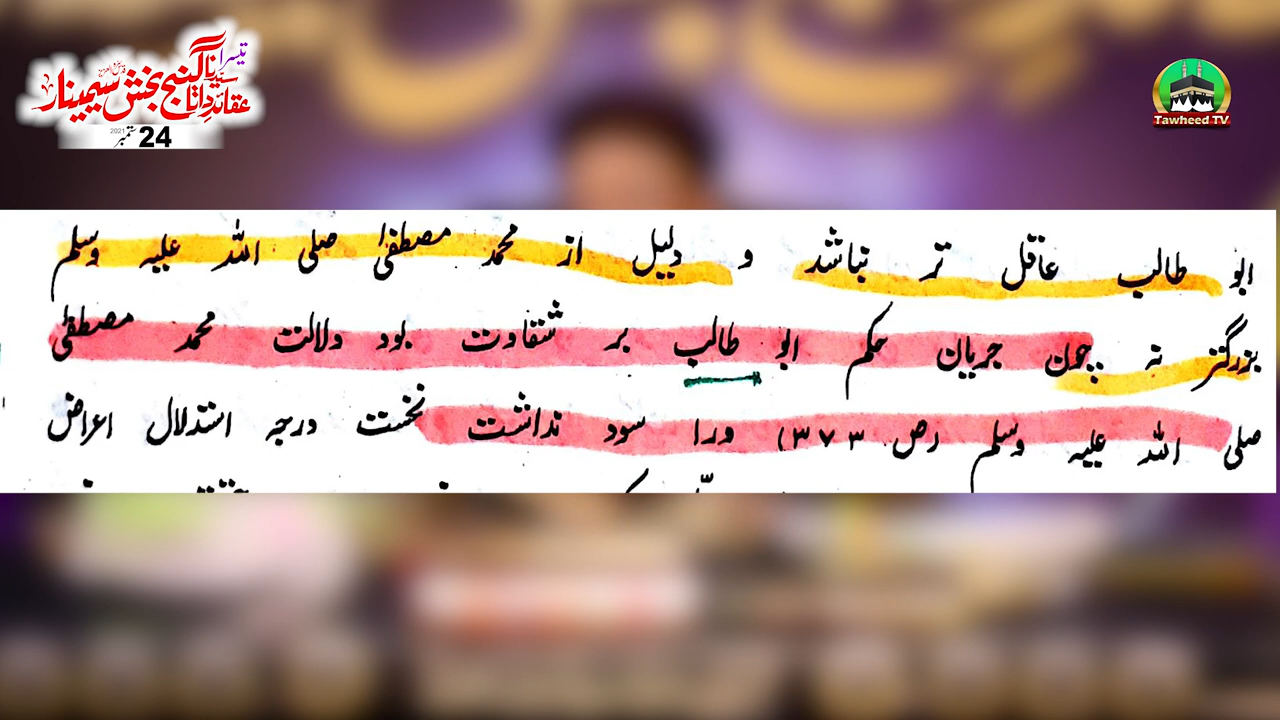 تیسرا
عقائدِ سیدنا داتا گنج بخش سیمینار
24 ستمبر 2021
Tawheed TV
ابو طالب عاقل تر نباشد و دلیل از محمد مصطفیٰ صلی اللہ علیہ وسلم
بزرگتر نہ چون جریان حکم ابو طالب بر شقاوت بود دلالت محمد مصطفیٰ
صلی اللہ علیہ وسلم (ص ۳۷۳) ورا سود نداشت نخست درجہ استدلال اعراض